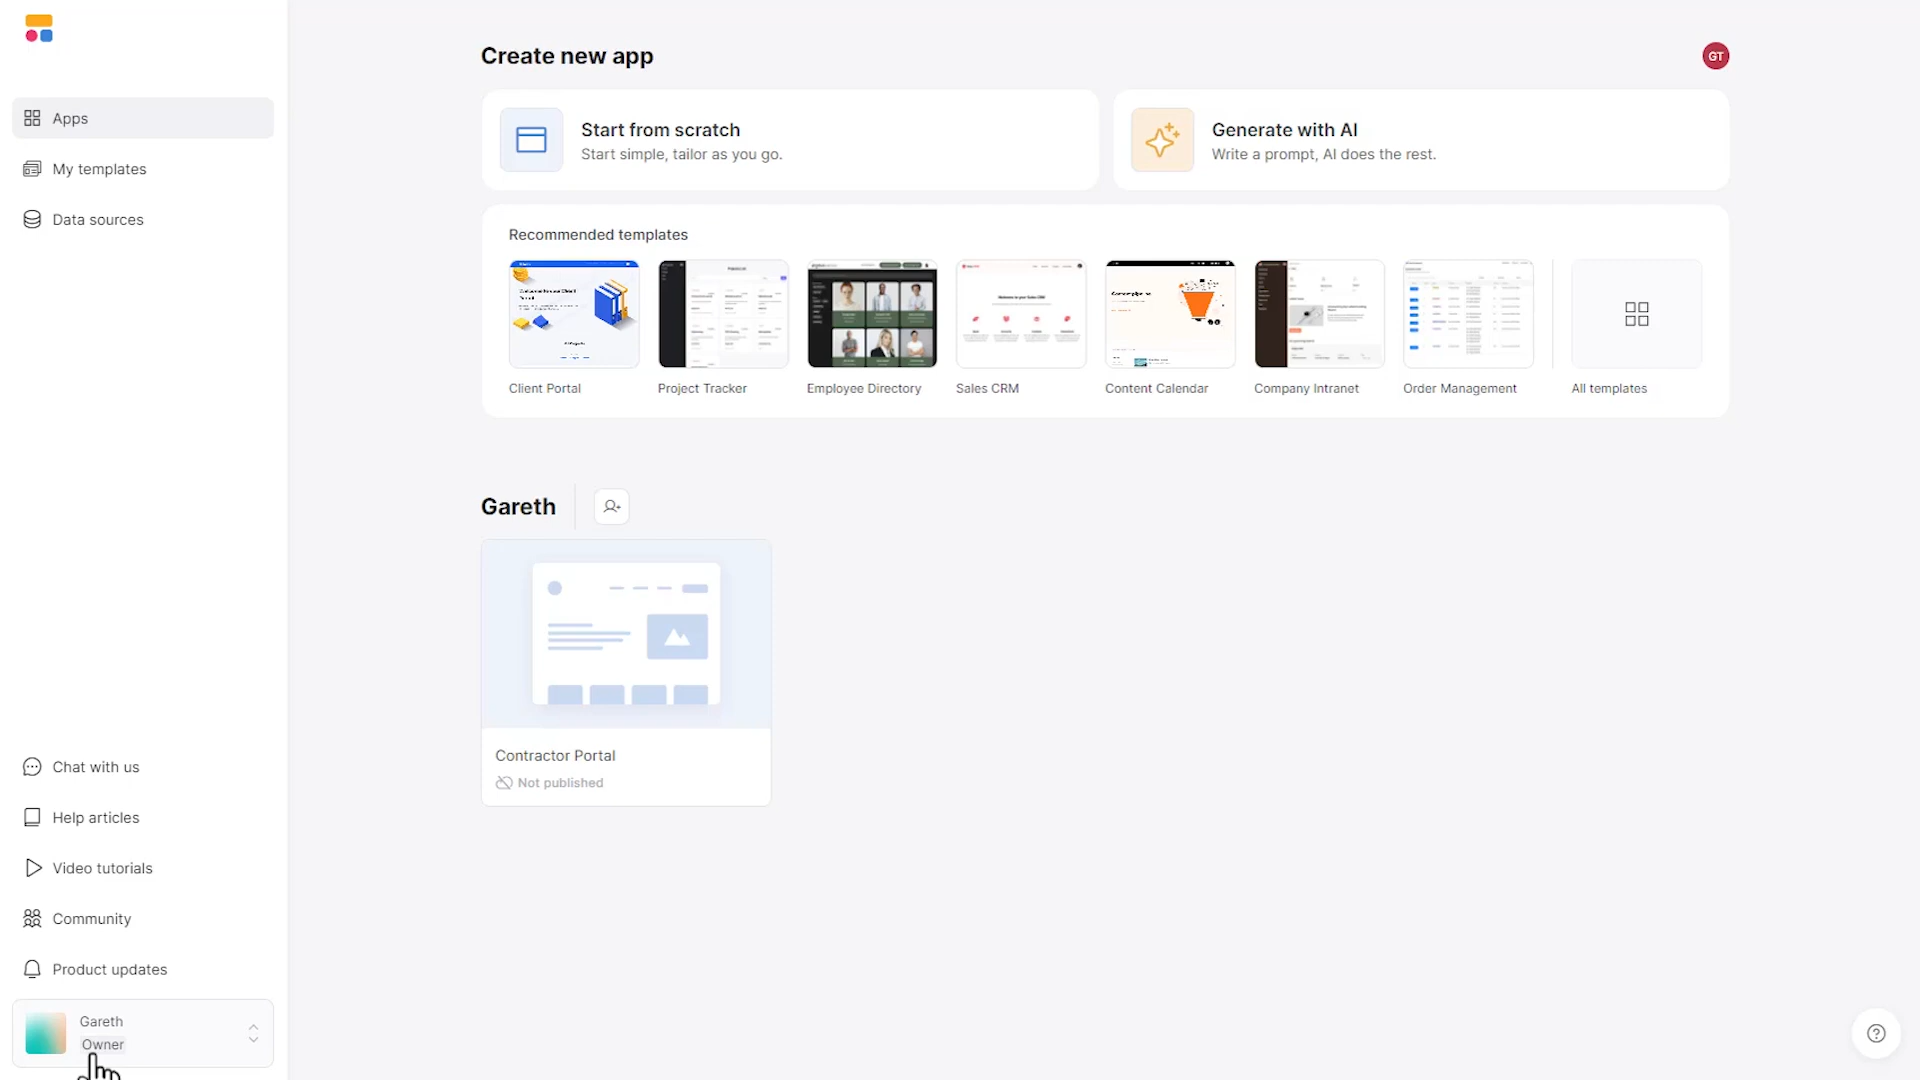 Apps
My templates
Data sources
Chat with us
Help articles
Video tutorials
Community
Product updates
Gareth
Owner
Create new app
GT
Start from scratch
Start simple, tailor as you go.
Generate with AI
Write a prompt, AI does the rest.
Recommended templates
Client Portal
Project Tracker
Employee Directory
Sales CRM
Content Calendar
Company Intranet
Order Management
All templates
Gareth
Contractor Portal
Not published